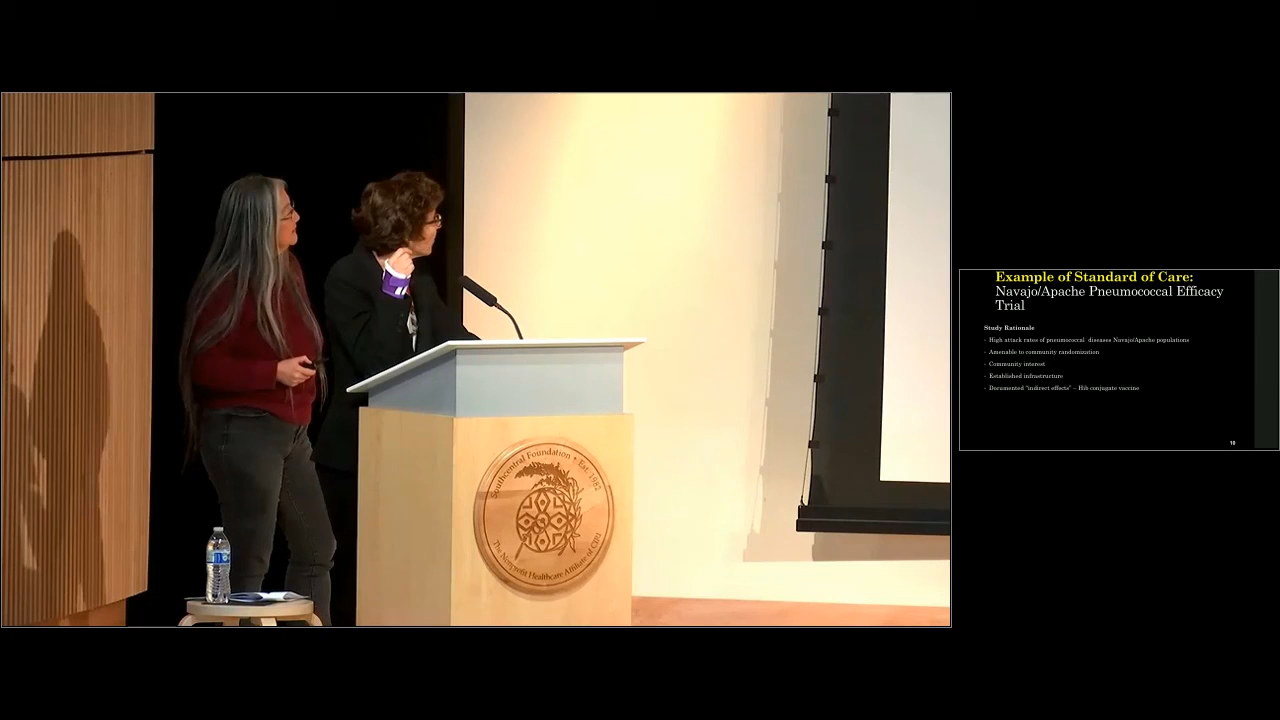 Southcentral Foundation • Est. 1982
The Nonprofit Healthcare Affiliate of CIRI
Example of Standard of Care:
Navajo/Apache Pneumococcal Efficacy
Trial
Study Rationale
- High attack rates of pneumococcal diseases Navajo/Apache populations
- Amenable to community randomization
- Community interest
- Established infrastructure
- Documented "indirect effects" – Hib conjugate vaccine
10